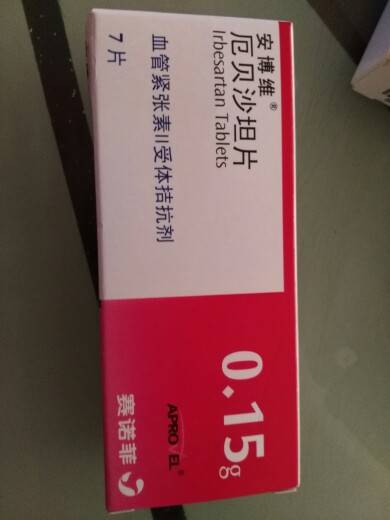 安博维®
厄贝沙坦片
Irbesartan Tablets
血管紧张素II受体拮抗剂
7片
0.15g
APROVEL®
赛诺菲